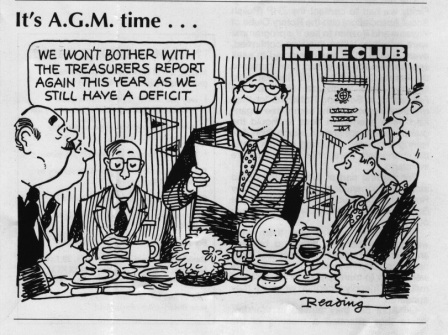 It's A.G.M. time . . .
IN THE CLUB
WE WON'T BOTHER WITH
THE TREASURERS REPORT
AGAIN THIS YEAR AS WE
STILL HAVE A DEFICIT
Reading